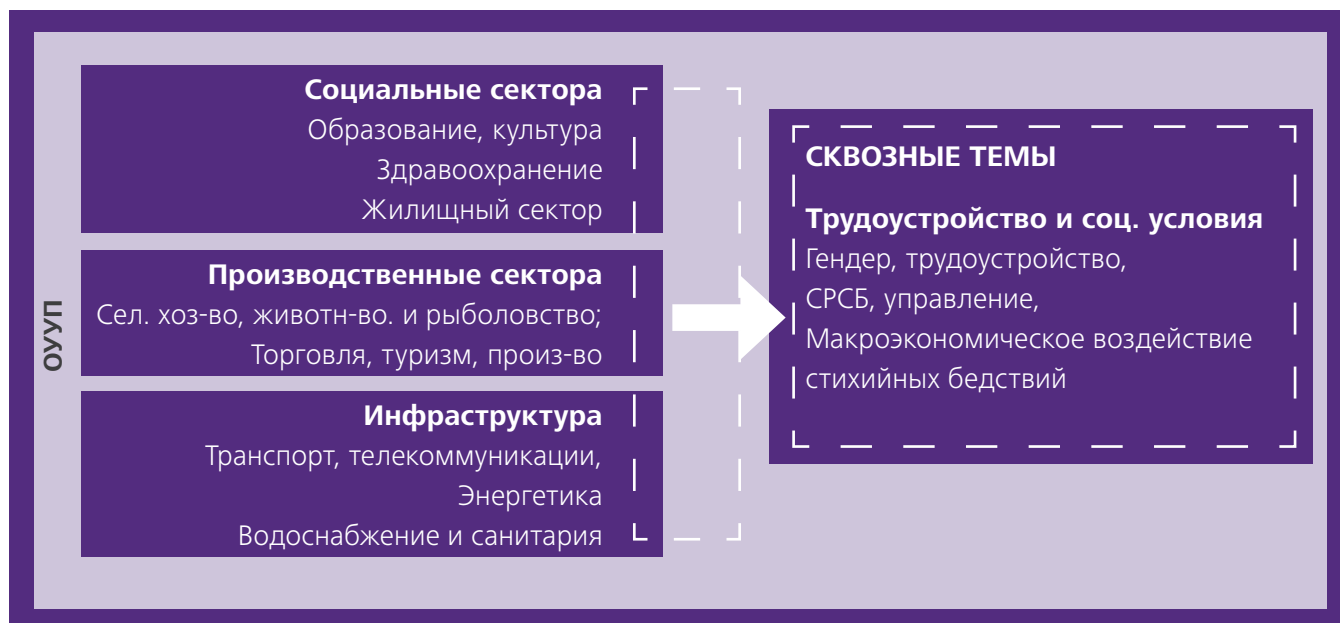 ОУУП
Социальные сектора
Образование, культура
Здравоохранение
Жилищный сектор
Производственные сектора
Сел. хоз-во, животн-во. и рыболовство;
Торговля, туризм, произ-во
Инфраструктура
Транспорт, телекоммуникации,
Энергетика
Водоснабжение и санитария
СКВОЗНЫЕ ТЕМЫ
Трудоустройство и соц. условия
Гендер, трудоустройство,
СРСБ, управление,
Макроэкономическое воздействие
стихийных бедствий